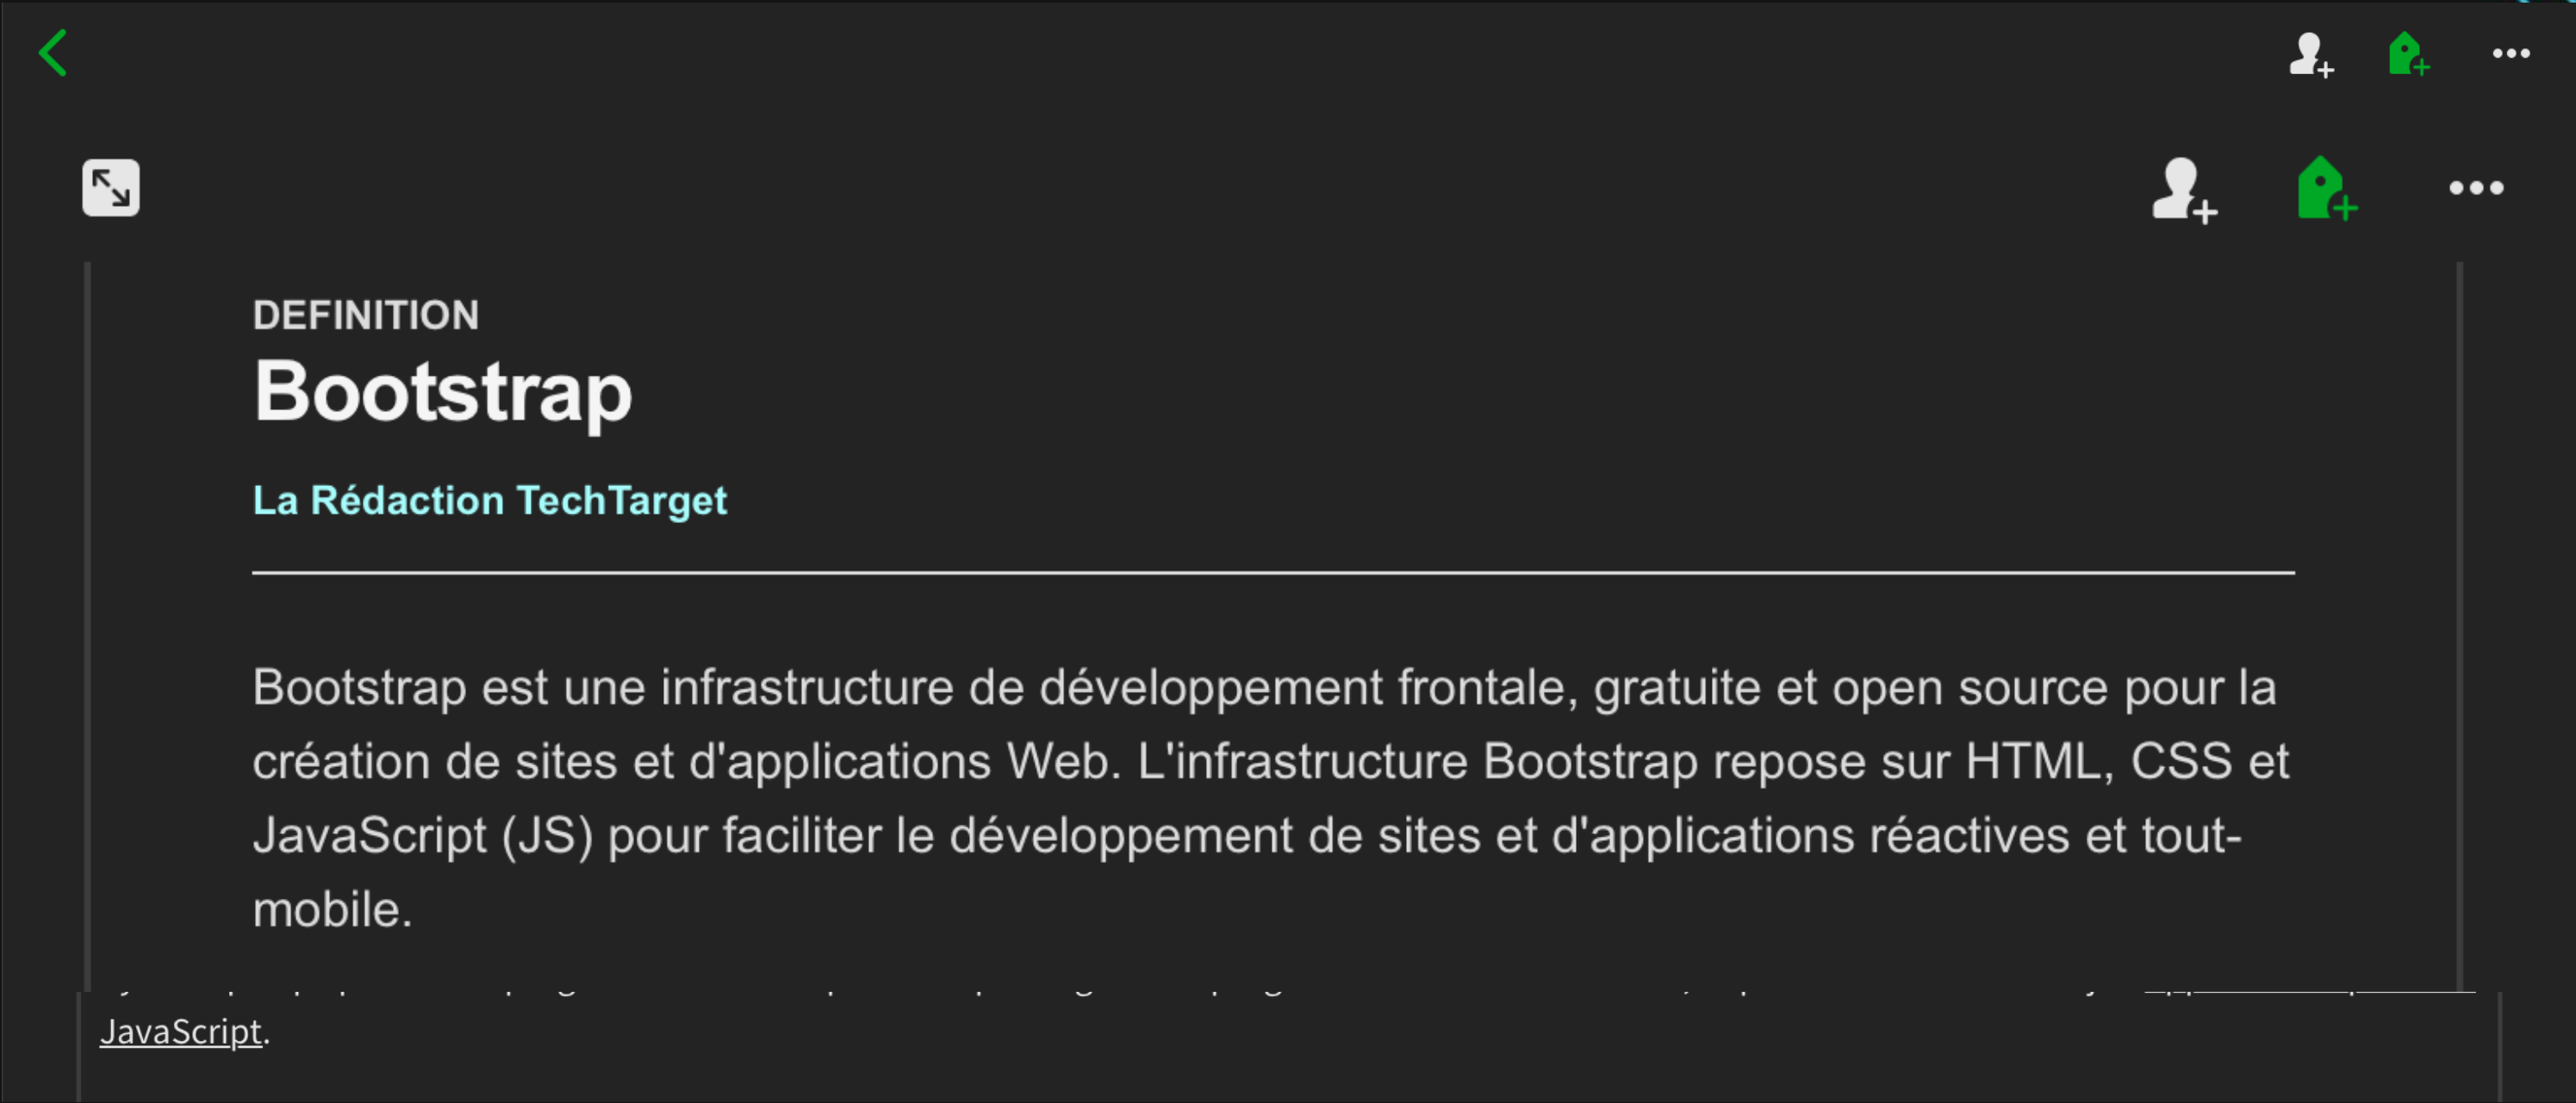 DEFINITION
Bootstrap
La Rédaction TechTarget
Bootstrap est une infrastructure de développement frontale, gratuite et open source pour la
création de sites et d'applications Web. L'infrastructure Bootstrap repose sur HTML, CSS et
JavaScript (JS) pour faciliter le développement de sites et d'applications réactives et tout-
mobile.
JavaScript.